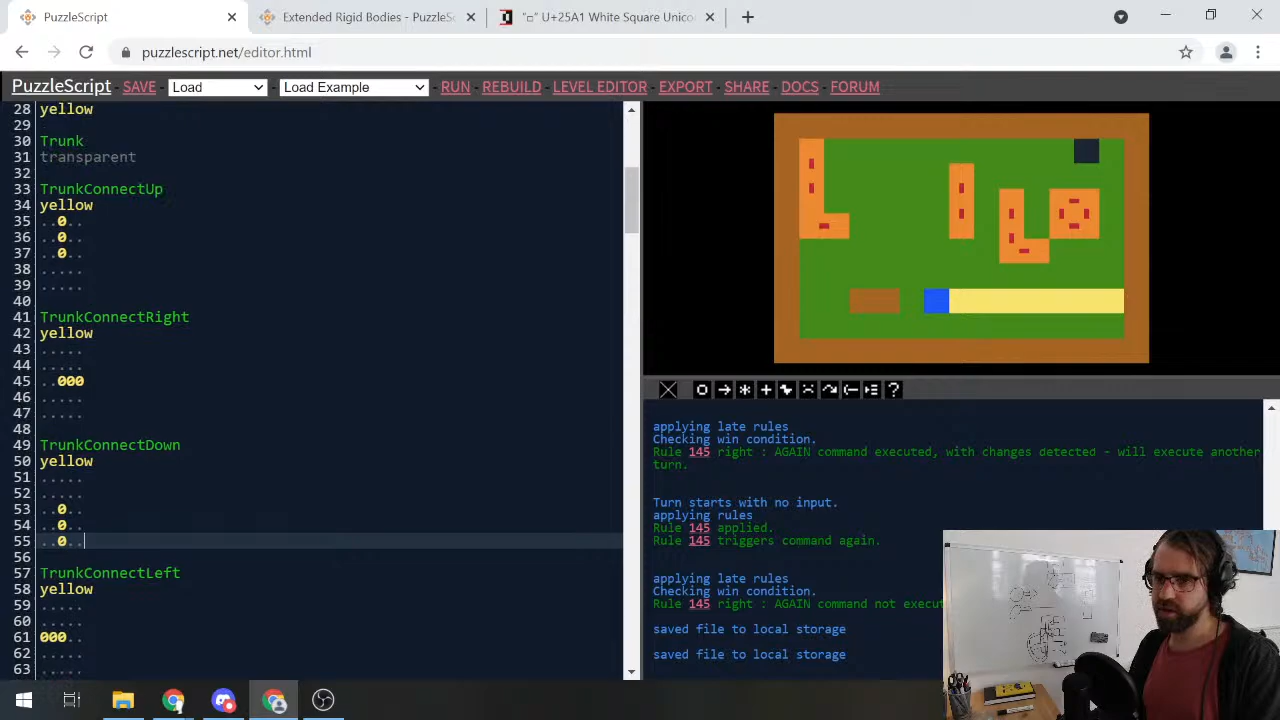 PuzzleScript
Extended Rigid Bodies - PuzzleSc
"□" U+25A1 White Square Unico
puzzlescript.net/editor.html
PuzzleScript - SAVE Load - Load Example - RUN - REBUILD - LEVEL EDITOR - EXPORT - SHARE - DOCS - FORUM
28 yellow
29
30 Trunk
31 transparent
32
33 TrunkConnectUp
34 yellow
35 ..0..
36 ..0..
37 ..0..
38 .....
39 .....
40
41 TrunkConnectRight
42 yellow
43 .....
44 .....
45 ..000
46 .....
47 .....
48
49 TrunkConnectDown
50 yellow
51 .....
52 .....
53 ..0..
54 ..0..
55 ..0..
56
57 TrunkConnectLeft
58 yellow
59 .....
60 .....
61 000..
62 .....
63 .....
applying late rules
Checking win condition.
Rule 145 right : AGAIN command executed, with changes detected - will execute another
turn.
Turn starts with no input.
applying rules
Rule 145 applied.
Rule 145 triggers command again.
applying late rules
Checking win condition.
Rule 145 right : AGAIN command not execut
saved file to local storage
saved file to local storage